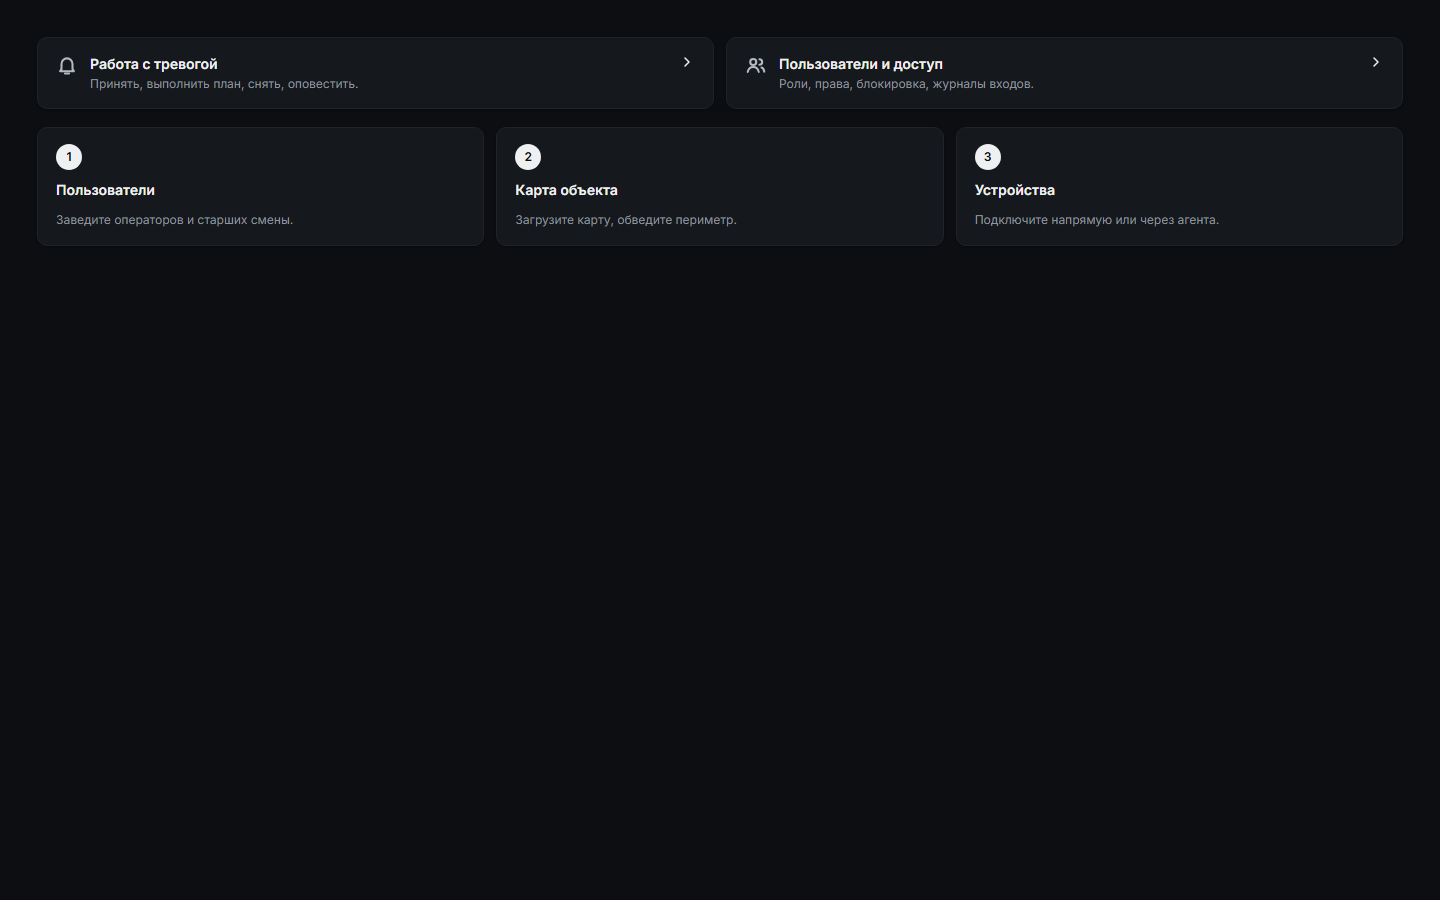 Работа с тревогой
Принять, выполнить план, снять, оповестить.
Пользователи и доступ
Роли, права, блокировка, журналы входов.
1
Пользователи
Заведите операторов и старших смены.
2
Карта объекта
Загрузите карту, обведите периметр.
3
Устройства
Подключите напрямую или через агента.